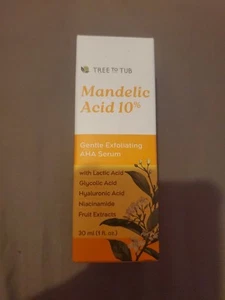 TREE TO TUB
Mandelic
Acid 10%
Gentle Exfoliating
AHA Serum
with Lactic Acid
Glycolic Acid
Hyaluronic Acid
Niacinamide
Fruit Extracts
30 ml (1 fl. oz.)